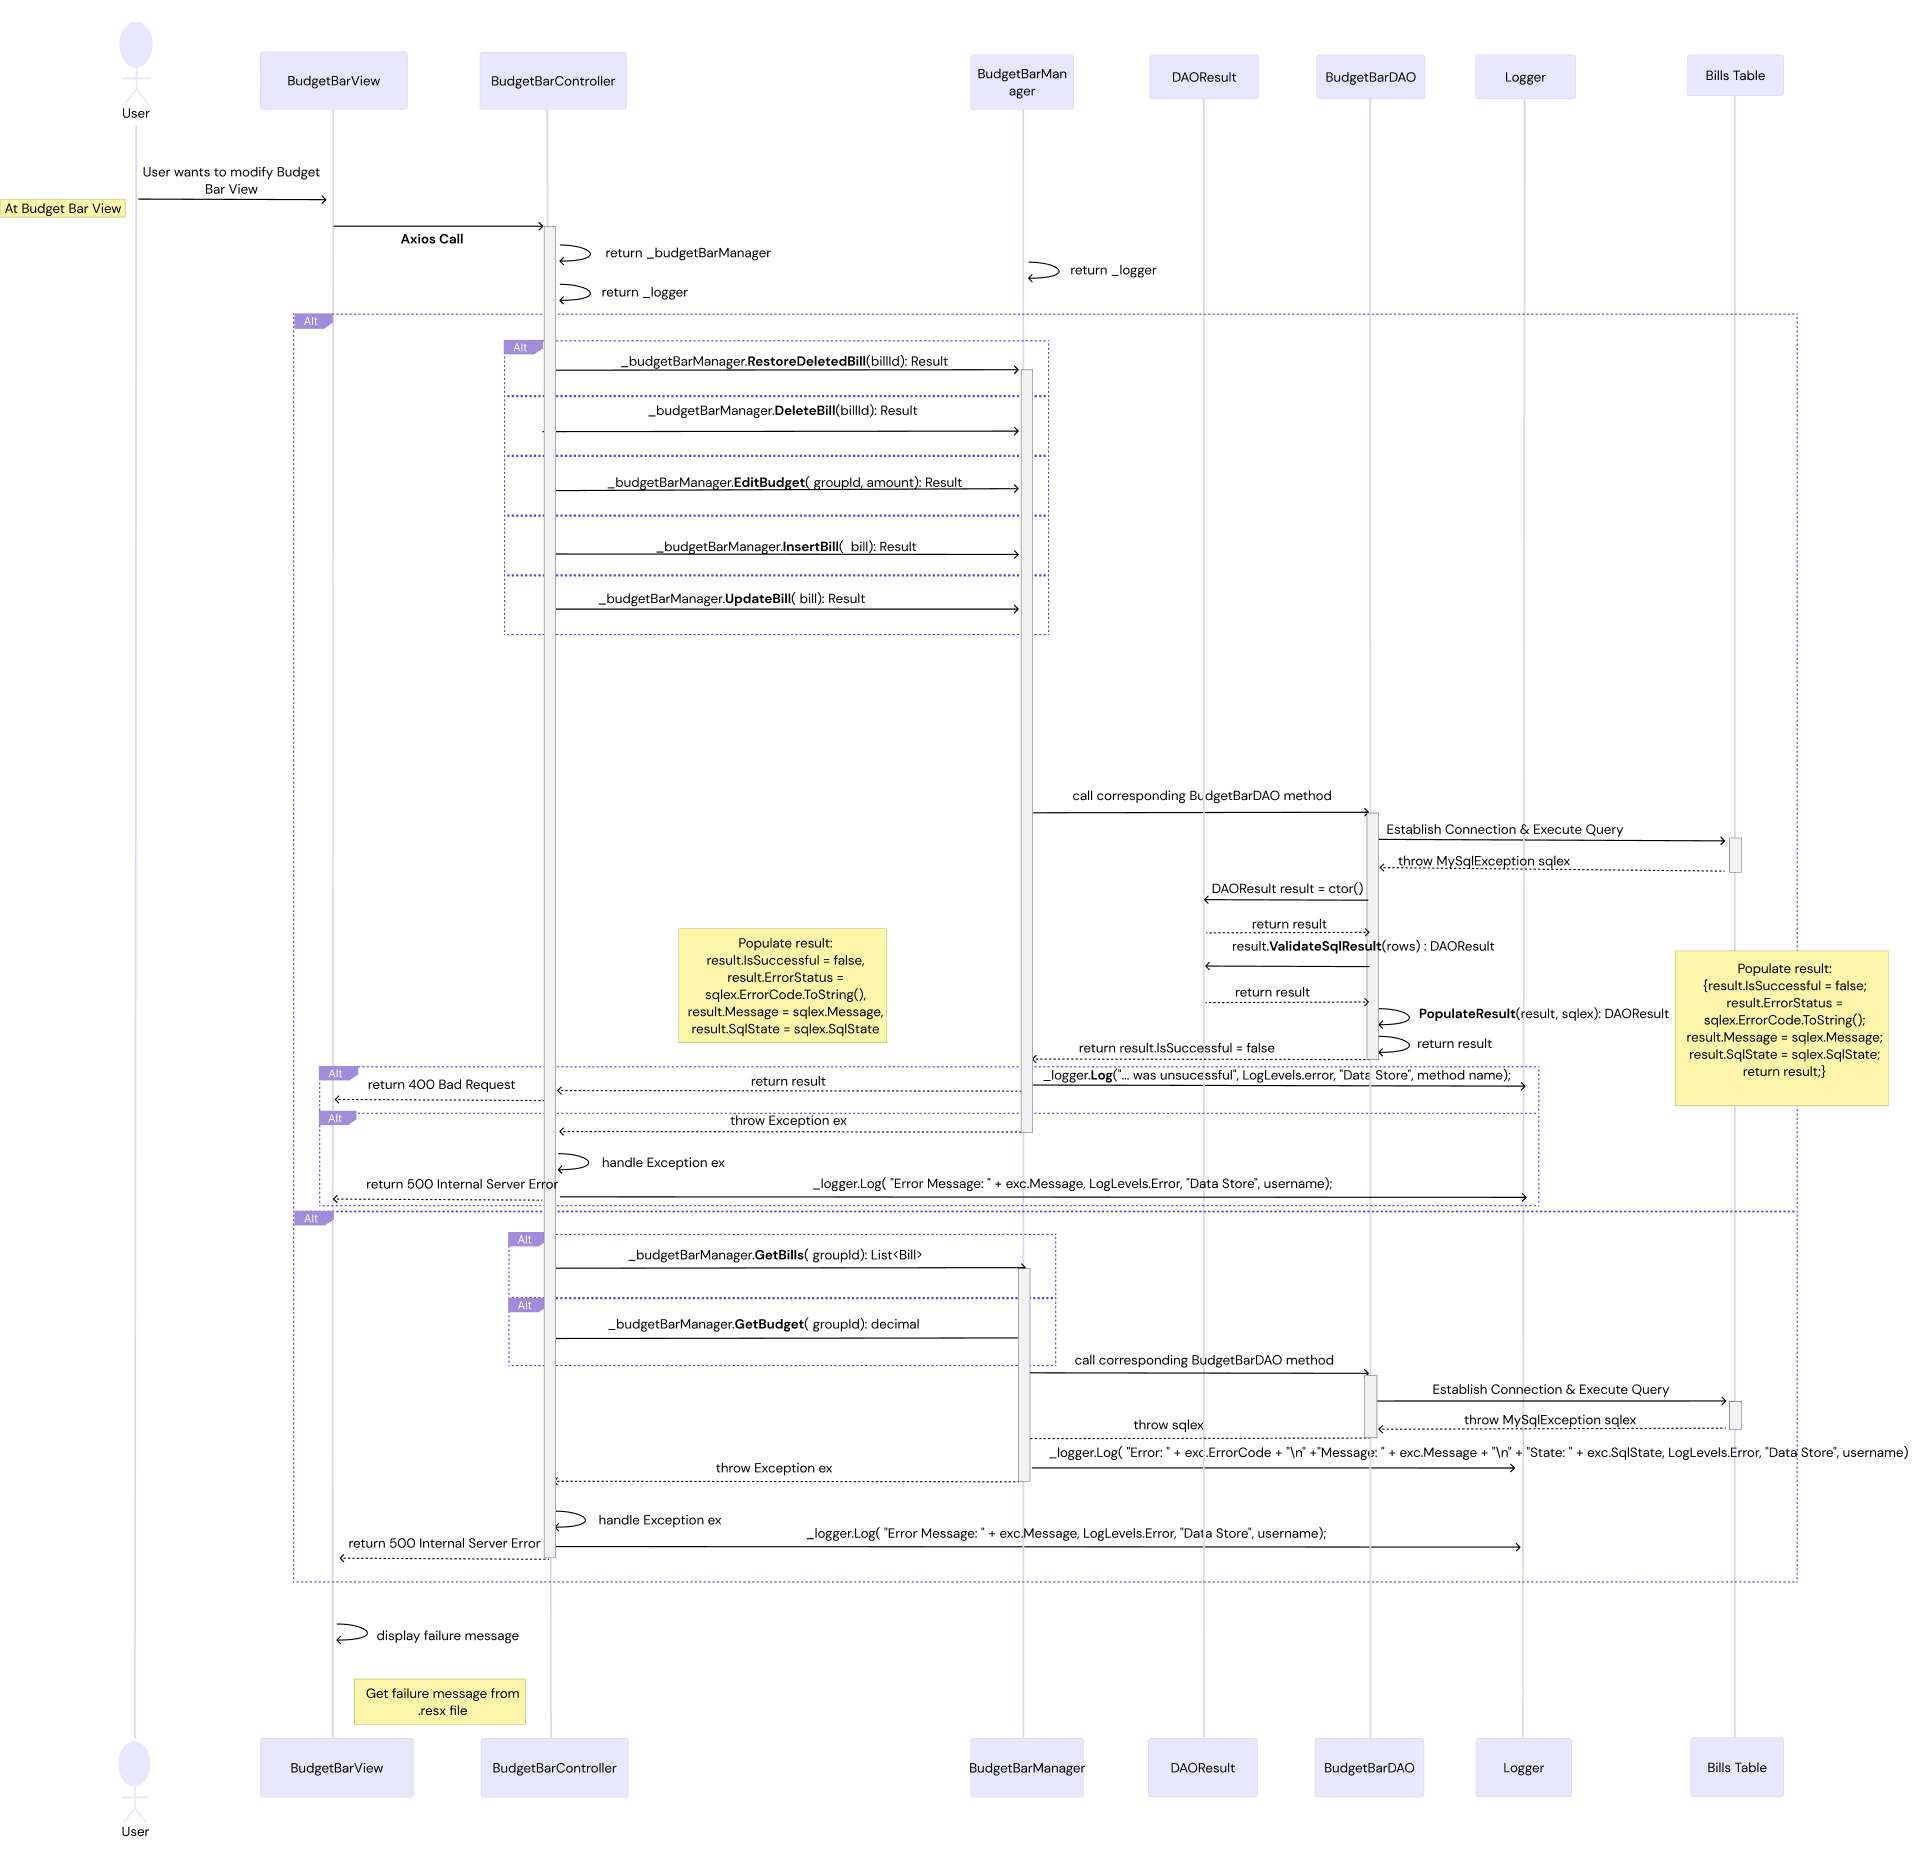 User
BudgetBarView
BudgetBarController
BudgetBarMan
ager
DAOResult
BudgetBarDAO
Logger
Bills Table
User wants to modify Budget
Bar View
At Budget Bar View
Axios Call
return _budgetBarManager
return _logger
return _logger
Alt
Alt
_budgetBarManager.RestoreDeletedBill(billId): Result
_budgetBarManager.DeleteBill(billId): Result
_budgetBarManager.EditBudget( groupId, amount): Result
_budgetBarManager.InsertBill(  bill): Result
_budgetBarManager.UpdateBill( bill): Result
call corresponding BudgetBarDAO method
Establish Connection & Execute Query
throw MySqlException sqlex
DAOResult result = ctor()
return result
result.ValidateSqlResult(rows) : DAOResult
return result
PopulateResult(result, sqlex): DAOResult
return result
return result.IsSuccessful = false
Populate result:
result.IsSuccessful = false,
result.ErrorStatus =
sqlex.ErrorCode.ToString(),
result.Message = sqlex.Message,
result.SqlState = sqlex.SqlState
Populate result:
{result.IsSuccessful = false;
result.ErrorStatus =
sqlex.ErrorCode.ToString();
result.Message = sqlex.Message;
result.SqlState = sqlex.SqlState;
return result;}
Alt
return 400 Bad Request
return result
_logger.Log("... was unsucessful", LogLevels.error, "Data Store", method name);
Alt
throw Exception ex
handle Exception ex
return 500 Internal Server Error
_logger.Log( "Error Message: " + exc.Message, LogLevels.Error, "Data Store", username);
Alt
Alt
_budgetBarManager.GetBills( groupId): List<Bill>
Alt
_budgetBarManager.GetBudget( groupId): decimal
call corresponding BudgetBarDAO method
Establish Connection & Execute Query
throw MySqlException sqlex
throw sqlex
_logger.Log( "Error: " + exc.ErrorCode + "\n" +"Message: " + exc.Message + "\n" + "State: " + exc.SqlState, LogLevels.Error, "Data Store", username)
throw Exception ex
handle Exception ex
_logger.Log( "Error Message: " + exc.Message, LogLevels.Error, "Data Store", username);
return 500 Internal Server Error
display failure message
Get failure message from
.resx file
BudgetBarView
BudgetBarController
BudgetBarManager
DAOResult
BudgetBarDAO
Logger
Bills Table
User